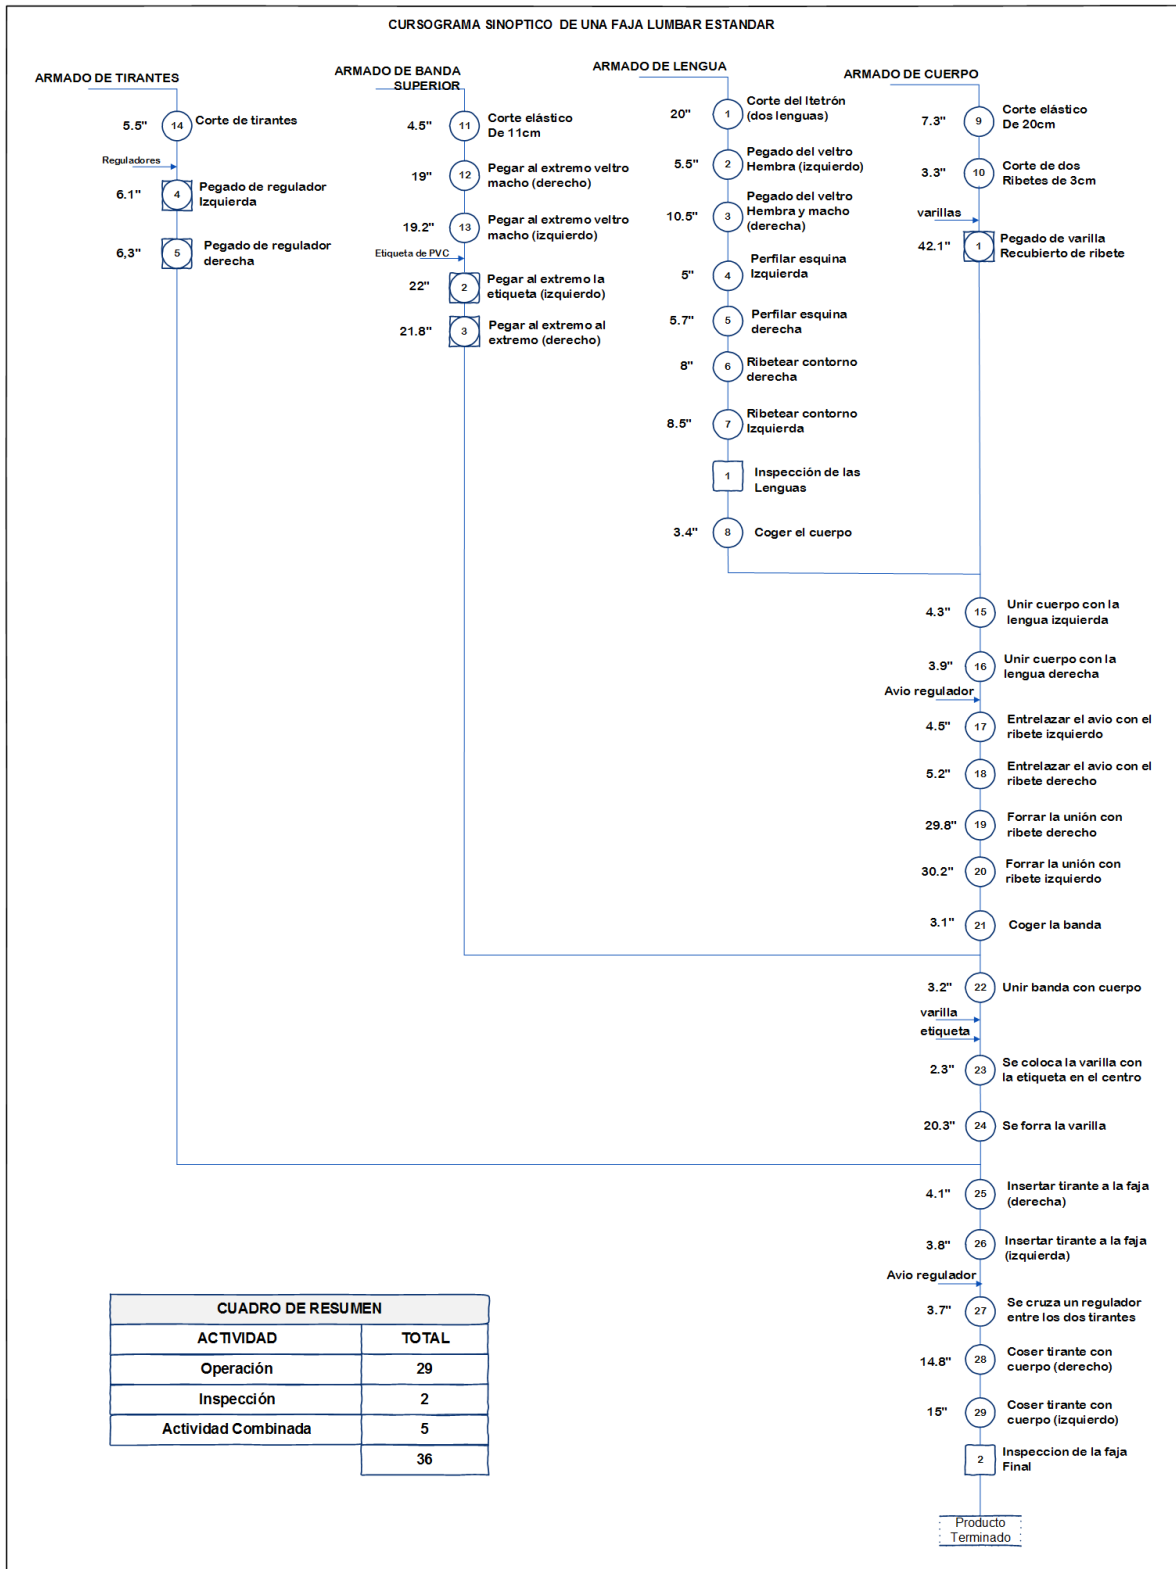 CURSOGRAMA SINOPTICO DE UNA FAJA LUMBAR ESTANDAR
ARMADO DE TIRANTES
5.5"
14
Corte de tirantes
Reguladores
6.1"
4
Pegado de regulador
Izquierda
6,3"
5
Pegado de regulador
derecha
ARMADO DE BANDA
SUPERIOR
4.5"
11
Corte elástico
De 11cm
19"
12
Pegar al extremo veltro
macho (derecho)
19.2"
13
Pegar al extremo veltro
macho (izquierdo)
Etiqueta de PVC
22"
2
Pegar al extremo la
etiqueta (izquierdo)
21.8"
3
Pegar al extremo al
extremo (derecho)
ARMADO DE LENGUA
20"
1
Corte del ltetrón
(dos lenguas)
5.5"
2
Pegado del veltro
Hembra (izquierdo)
10.5"
3
Pegado del veltro
Hembra y macho
(derecha)
5"
4
Perfilar esquina
Izquierda
5.7"
5
Perfilar esquina
derecha
8"
6
Ribetear contorno
derecha
8.5"
7
Ribetear contorno
Izquierda
1
Inspección de las
Lenguas
3.4"
8
Coger el cuerpo
ARMADO DE CUERPO
7.3"
9
Corte elástico
De 20cm
3.3"
10
Corte de dos
Ribetes de 3cm
varillas
42.1"
1
Pegado de varilla
Recubierto de ribete
4.3"
15
Unir cuerpo con la
lengua izquierda
3.9"
16
Unir cuerpo con la
lengua derecha
Avio regulador
4.5"
17
Entrelazar el avio con el
ribete izquierdo
5.2"
18
Entrelazar el avio con el
ribete derecho
29.8"
19
Forrar la unión con
ribete derecho
30.2"
20
Forrar la unión con
ribete izquierdo
3.1"
21
Coger la banda
3.2"
22
Unir banda con cuerpo
varilla
etiqueta
2.3"
23
Se coloca la varilla con
la etiqueta en el centro
20.3"
24
Se forra la varilla
4.1"
25
Insertar tirante a la faja
(derecha)
3.8"
26
Insertar tirante a la faja
(izquierda)
Avio regulador
3.7"
27
Se cruza un regulador
entre los dos tirantes
14.8"
28
Coser tirante con
cuerpo (derecho)
15"
29
Coser tirante con
cuerpo (izquierdo)
2
Inspeccion de la faja
Final
Producto
Terminado
CUADRO DE RESUMEN
ACTIVIDAD TOTAL
Operación 29
Inspección 2
Actividad Combinada 5
36